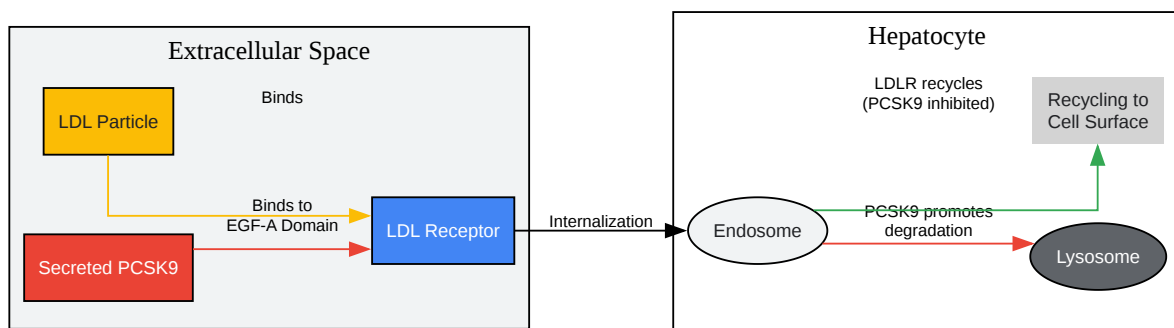 Extracellular Space
LDL Particle
Binds
Binds to
EGF-A Domain
Secreted PCSK9
LDL Receptor
Internalization
Hepatocyte
LDLR recycles
(PCSK9 inhibited)
Recycling to
Cell Surface
Endosome
PCSK9 promotes
degradation
Lysosome